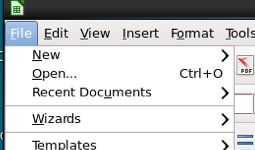 File Edit View Insert Format Tools
New
Open... Ctrl+O
Recent Documents
Wizards
Templates
PDF